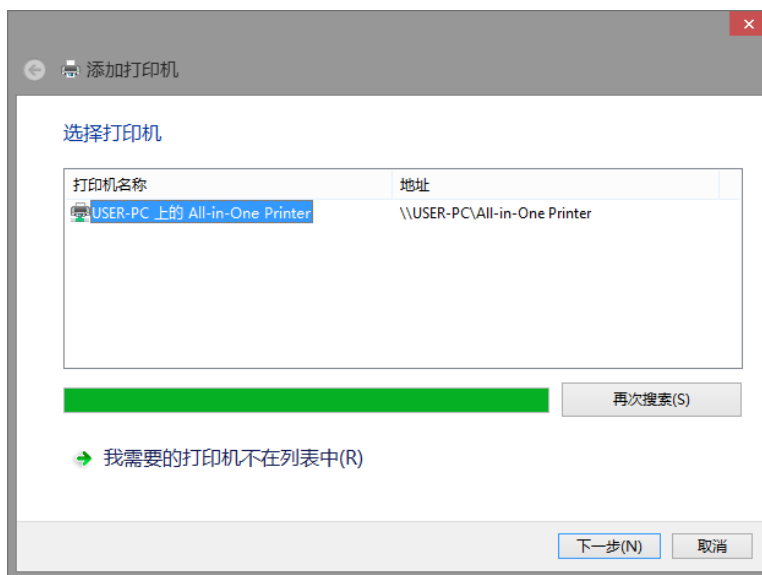 添加打印机
选择打印机
打印机名称 地址
USER-PC 上的 All-in-One Printer \\USER-PC\All-in-One Printer
再次搜索(S)
我需要的打印机不在列表中(R)
下一步(N) 取消